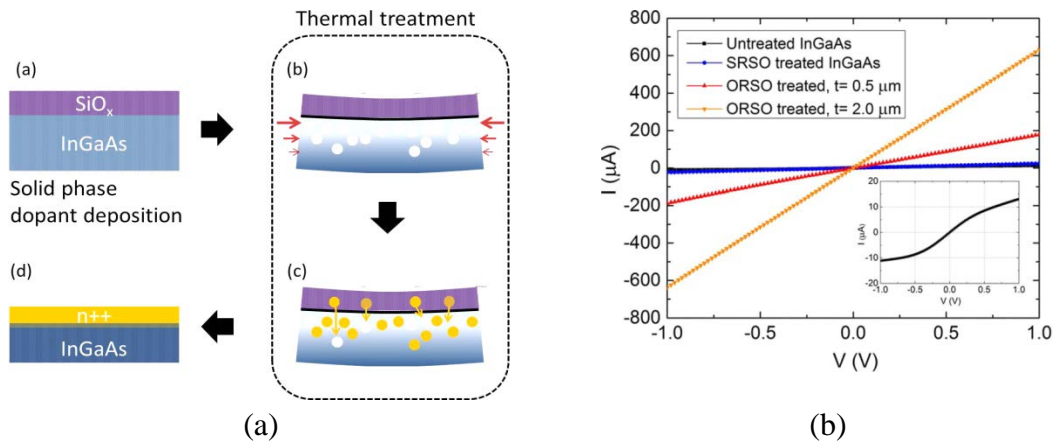 Thermal treatment
(a)
SiOx
InGaAs
Solid phase
dopant deposition
(b)
(c)
(d)
n++
InGaAs
(a)
I (µA)
800
600
400
200
0
-200
-400
-600
-800
-1.0
-0.5
0.0
0.5
1.0
V (V)
Untreated InGaAs
SRSO treated InGaAs
ORSO treated, t= 0.5 µm
ORSO treated, t= 2.0 µm
I (µA)
20
10
0
-10
-20
-1.0
-0.5
0.0
0.5
1.0
V (V)
(b)
(b)